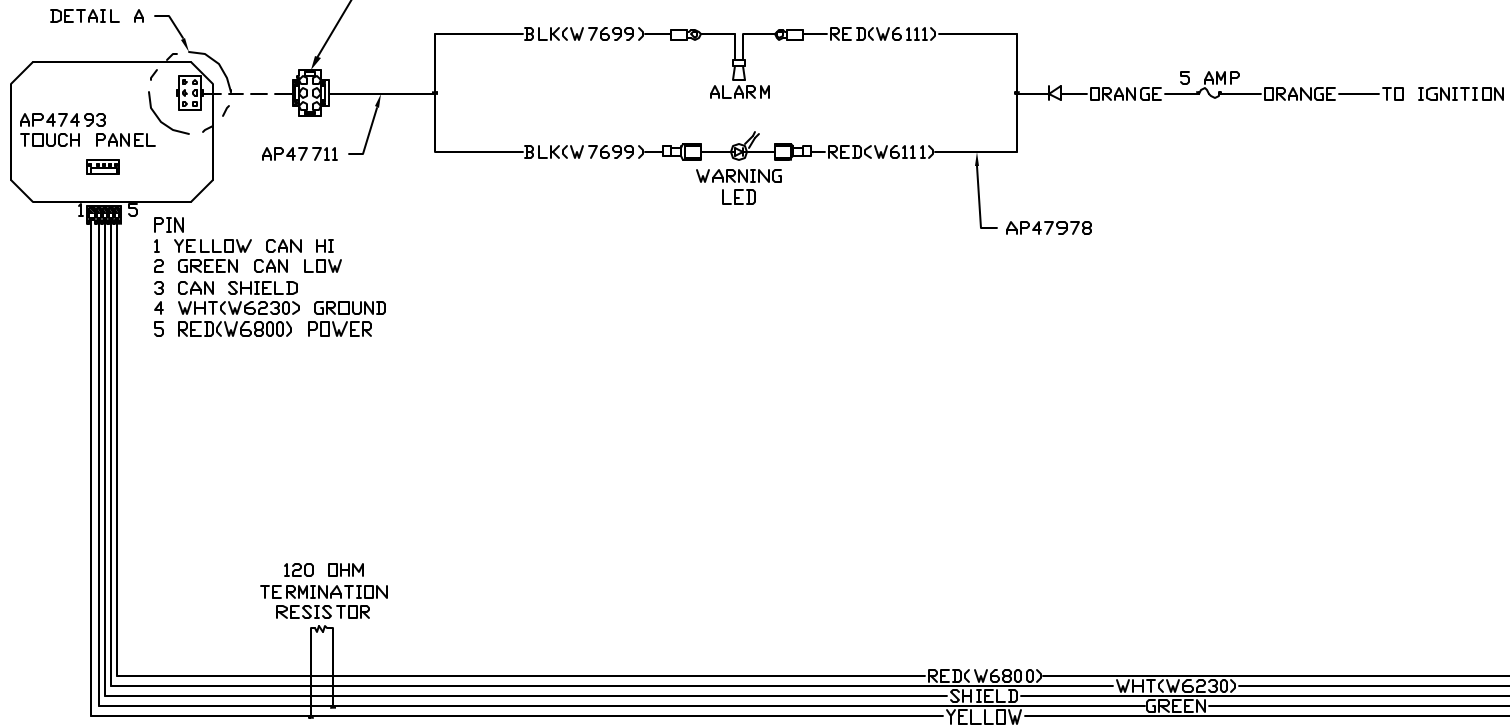 DETAIL A
BLK(W7699)
RED(W6111)
ALARM
5 AMP
ORANGE
ORANGE
TO IGNITION
AP47493
TOUCH PANEL
AP47711
BLK(W7699)
RED(W6111)
WARNING
LED
AP47978
1
5
PIN
1 YELLOW CAN HI
2 GREEN CAN LOW
3 CAN SHIELD
4 WHT(W6230) GROUND
5 RED(W6800) POWER
120 OHM
TERMINATION
RESISTOR
RED(W6800)
WHT(W6230)
SHIELD
GREEN
YELLOW